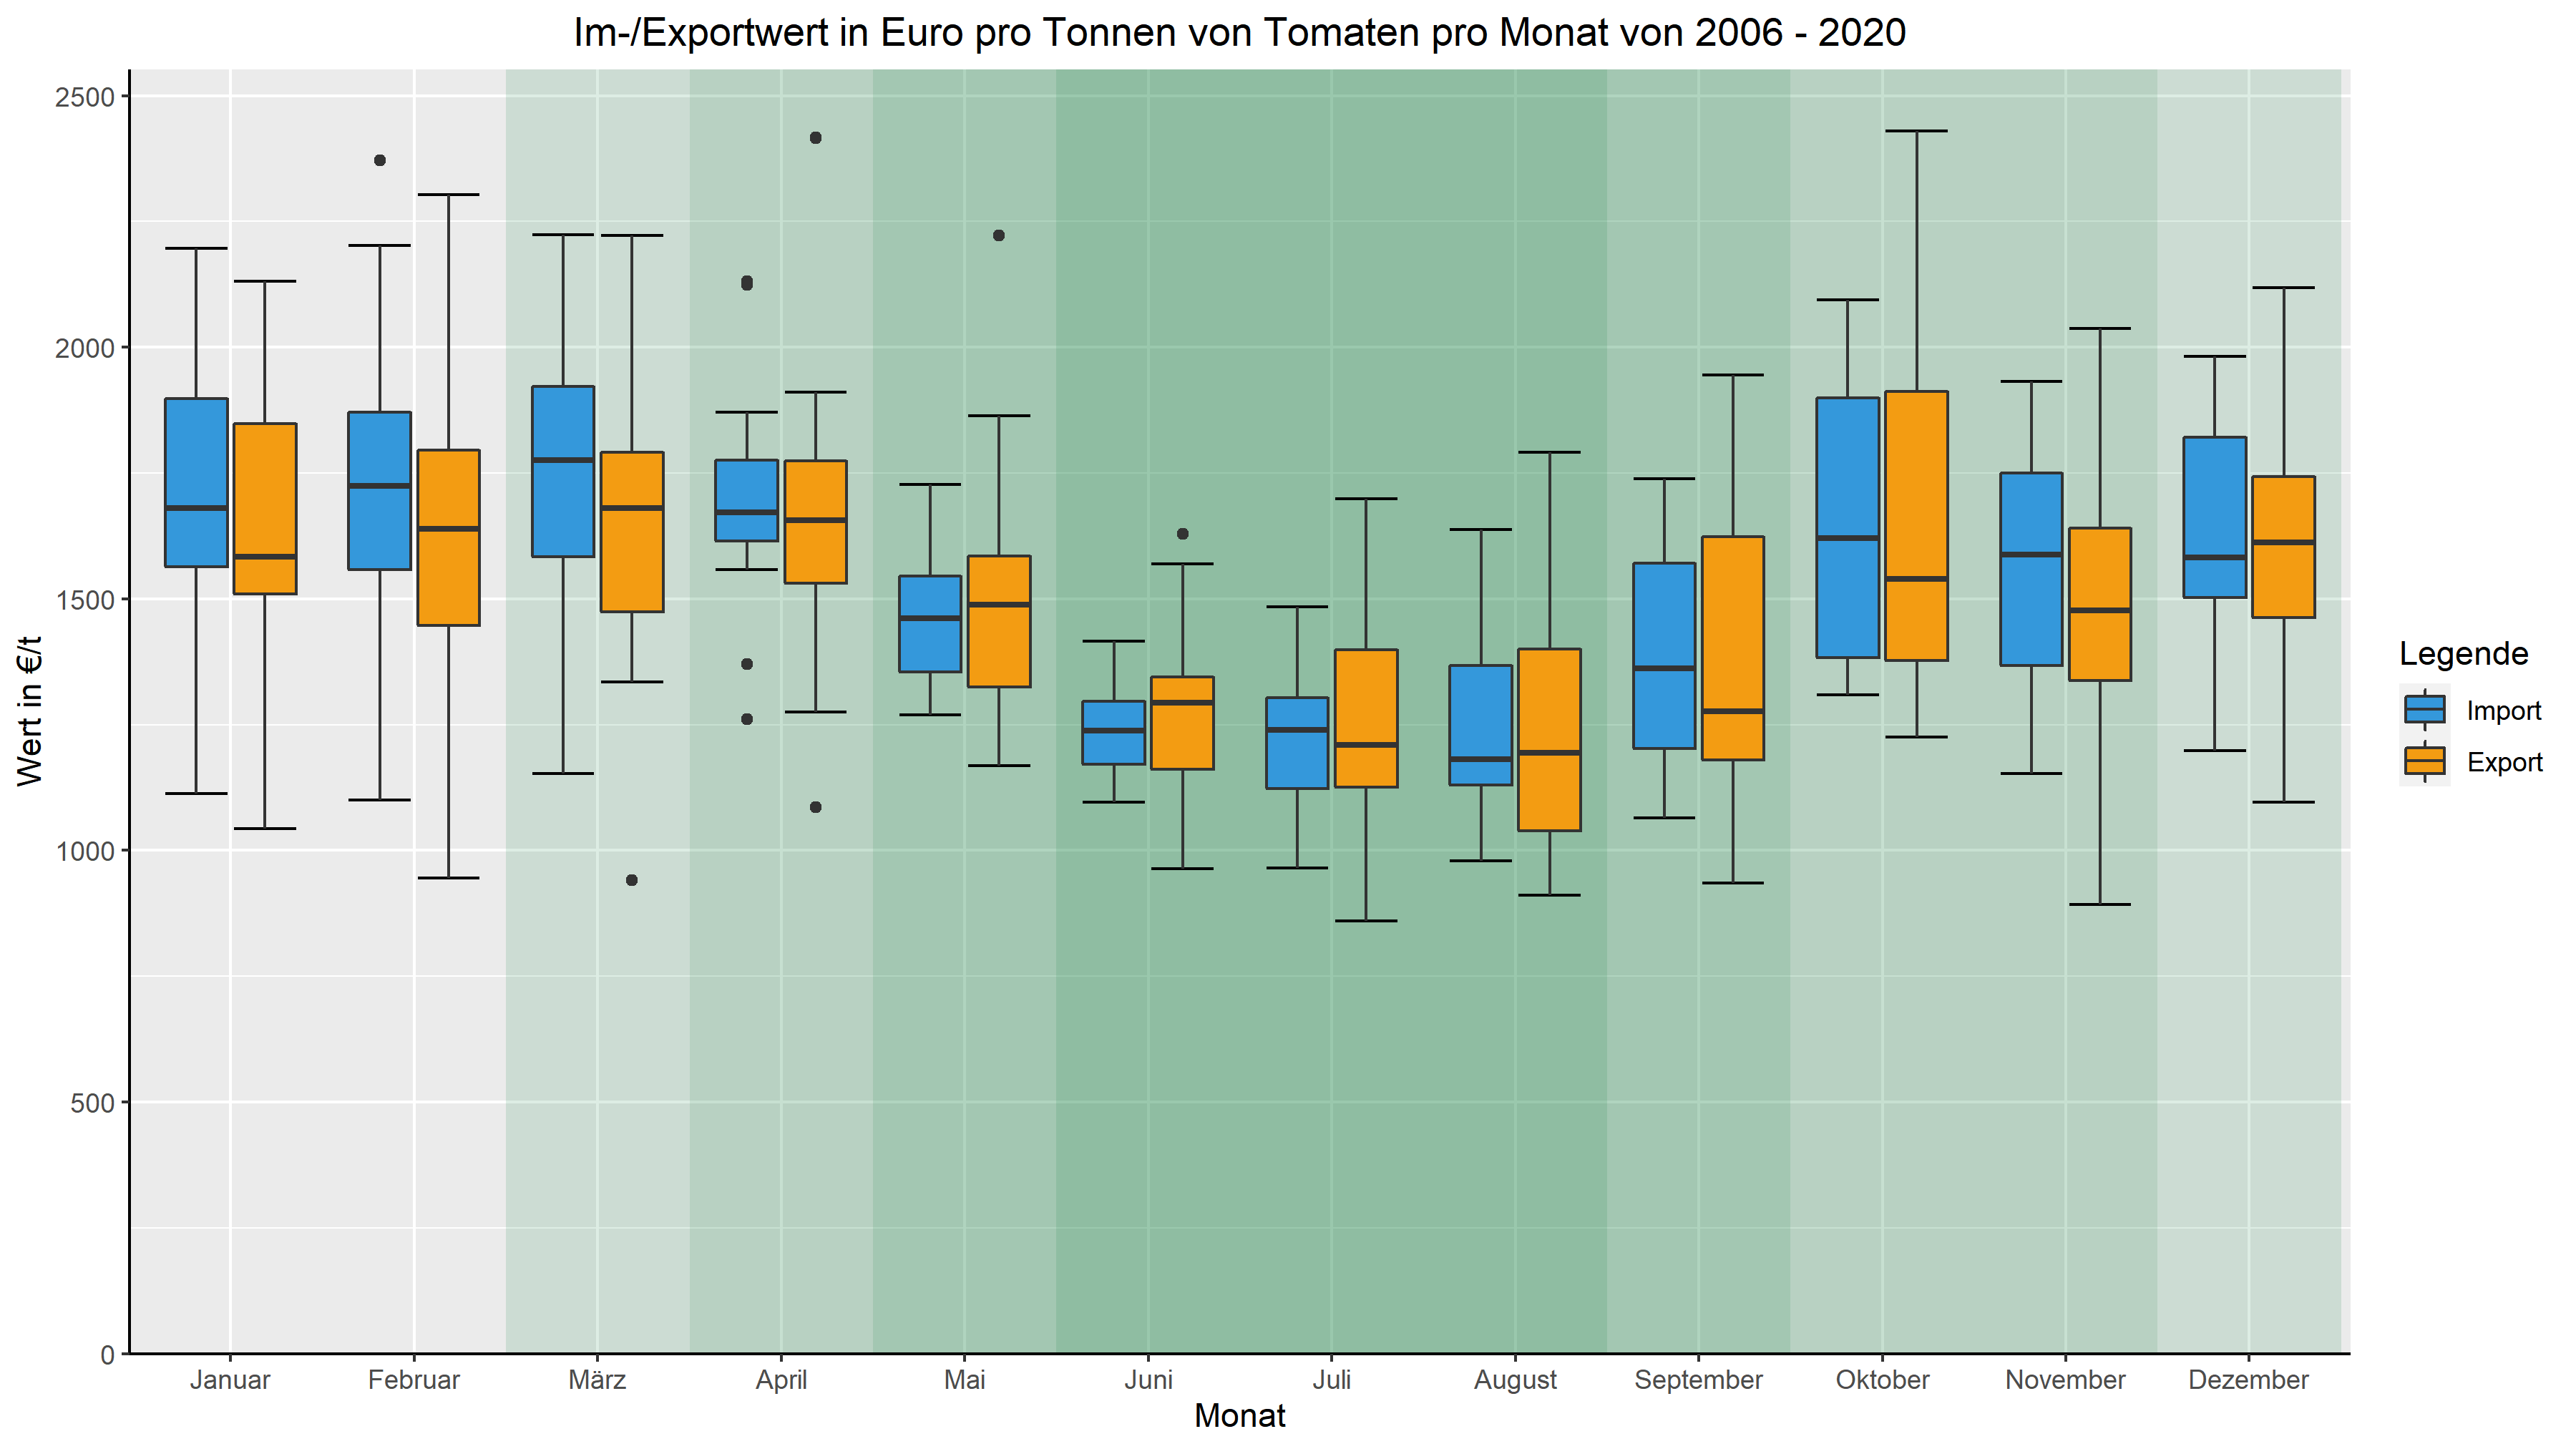 Im-/Exportwert in Euro pro Tonnen von Tomaten pro Monat von 2006 - 2020
Wert in €/t
2500
2000
1500
1000
500
0
Januar Februar März April Mai Juni Juli August September Oktober November Dezember
Monat
Legende
Import
Export